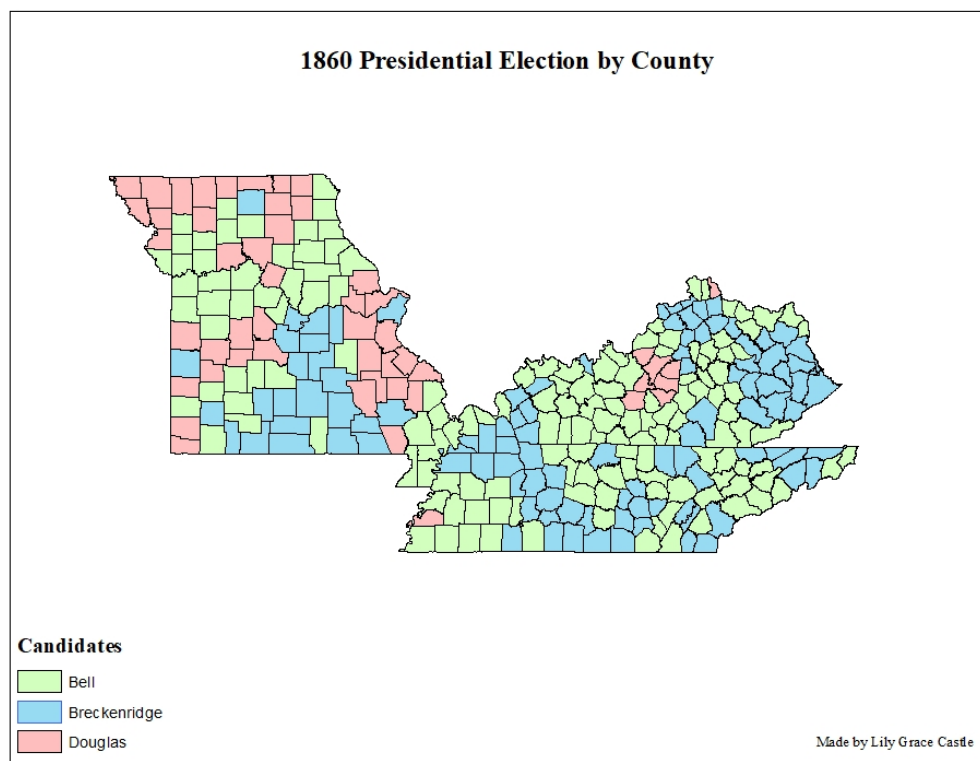 1860 Presidential Election by County
Candidates
Bell
Breckenridge
Douglas
Made by Lily Grace Castle